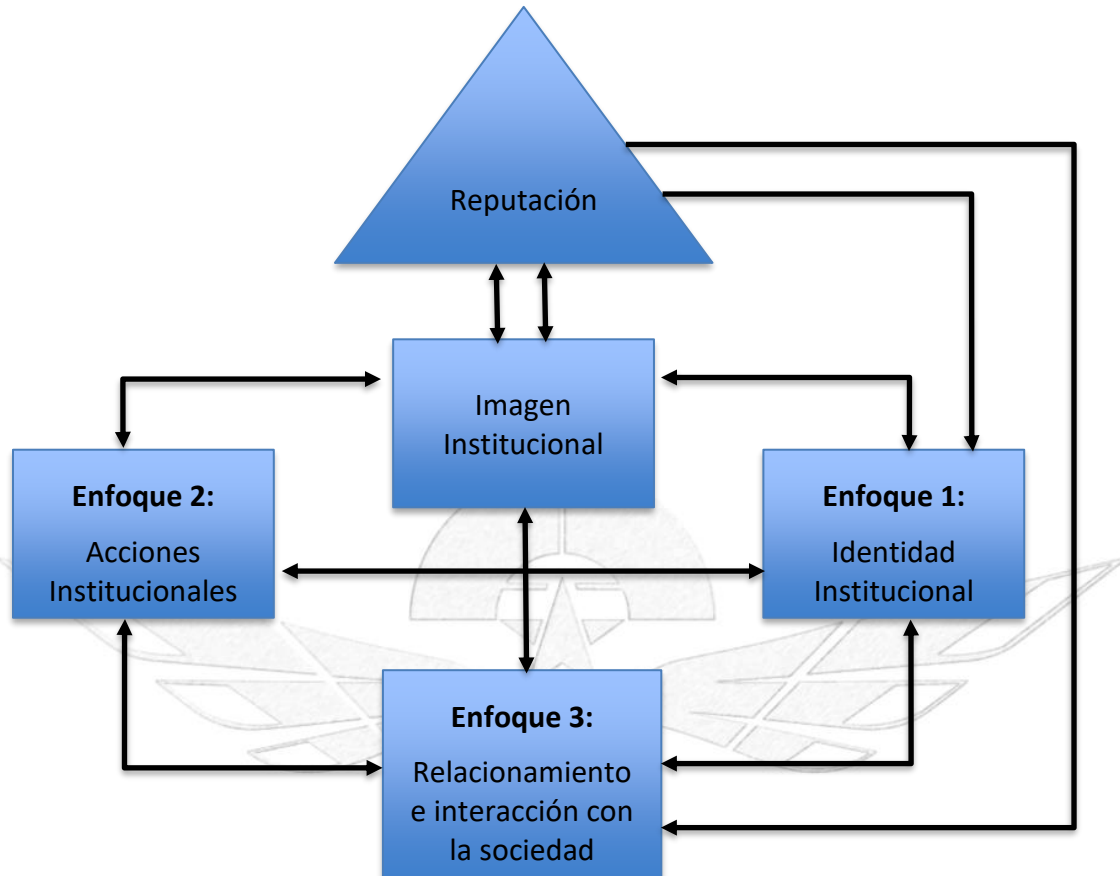 Reputación
Imagen
Institucional
Enfoque 2:
Acciones
Institucionales
Enfoque 1:
Identidad
Institucional
Enfoque 3:
Relacionamiento
e interacción con
la sociedad